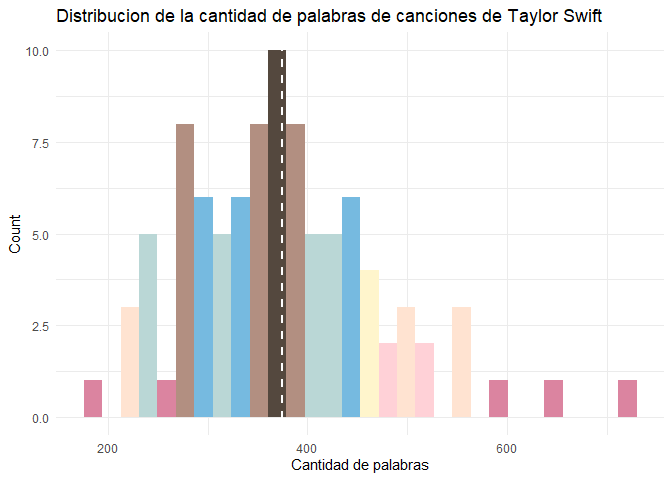 Distribucion de la cantidad de palabras de canciones de Taylor Swift
10.0
7.5
5.0
2.5
0.0
Count
200
400
600
Cantidad de palabras